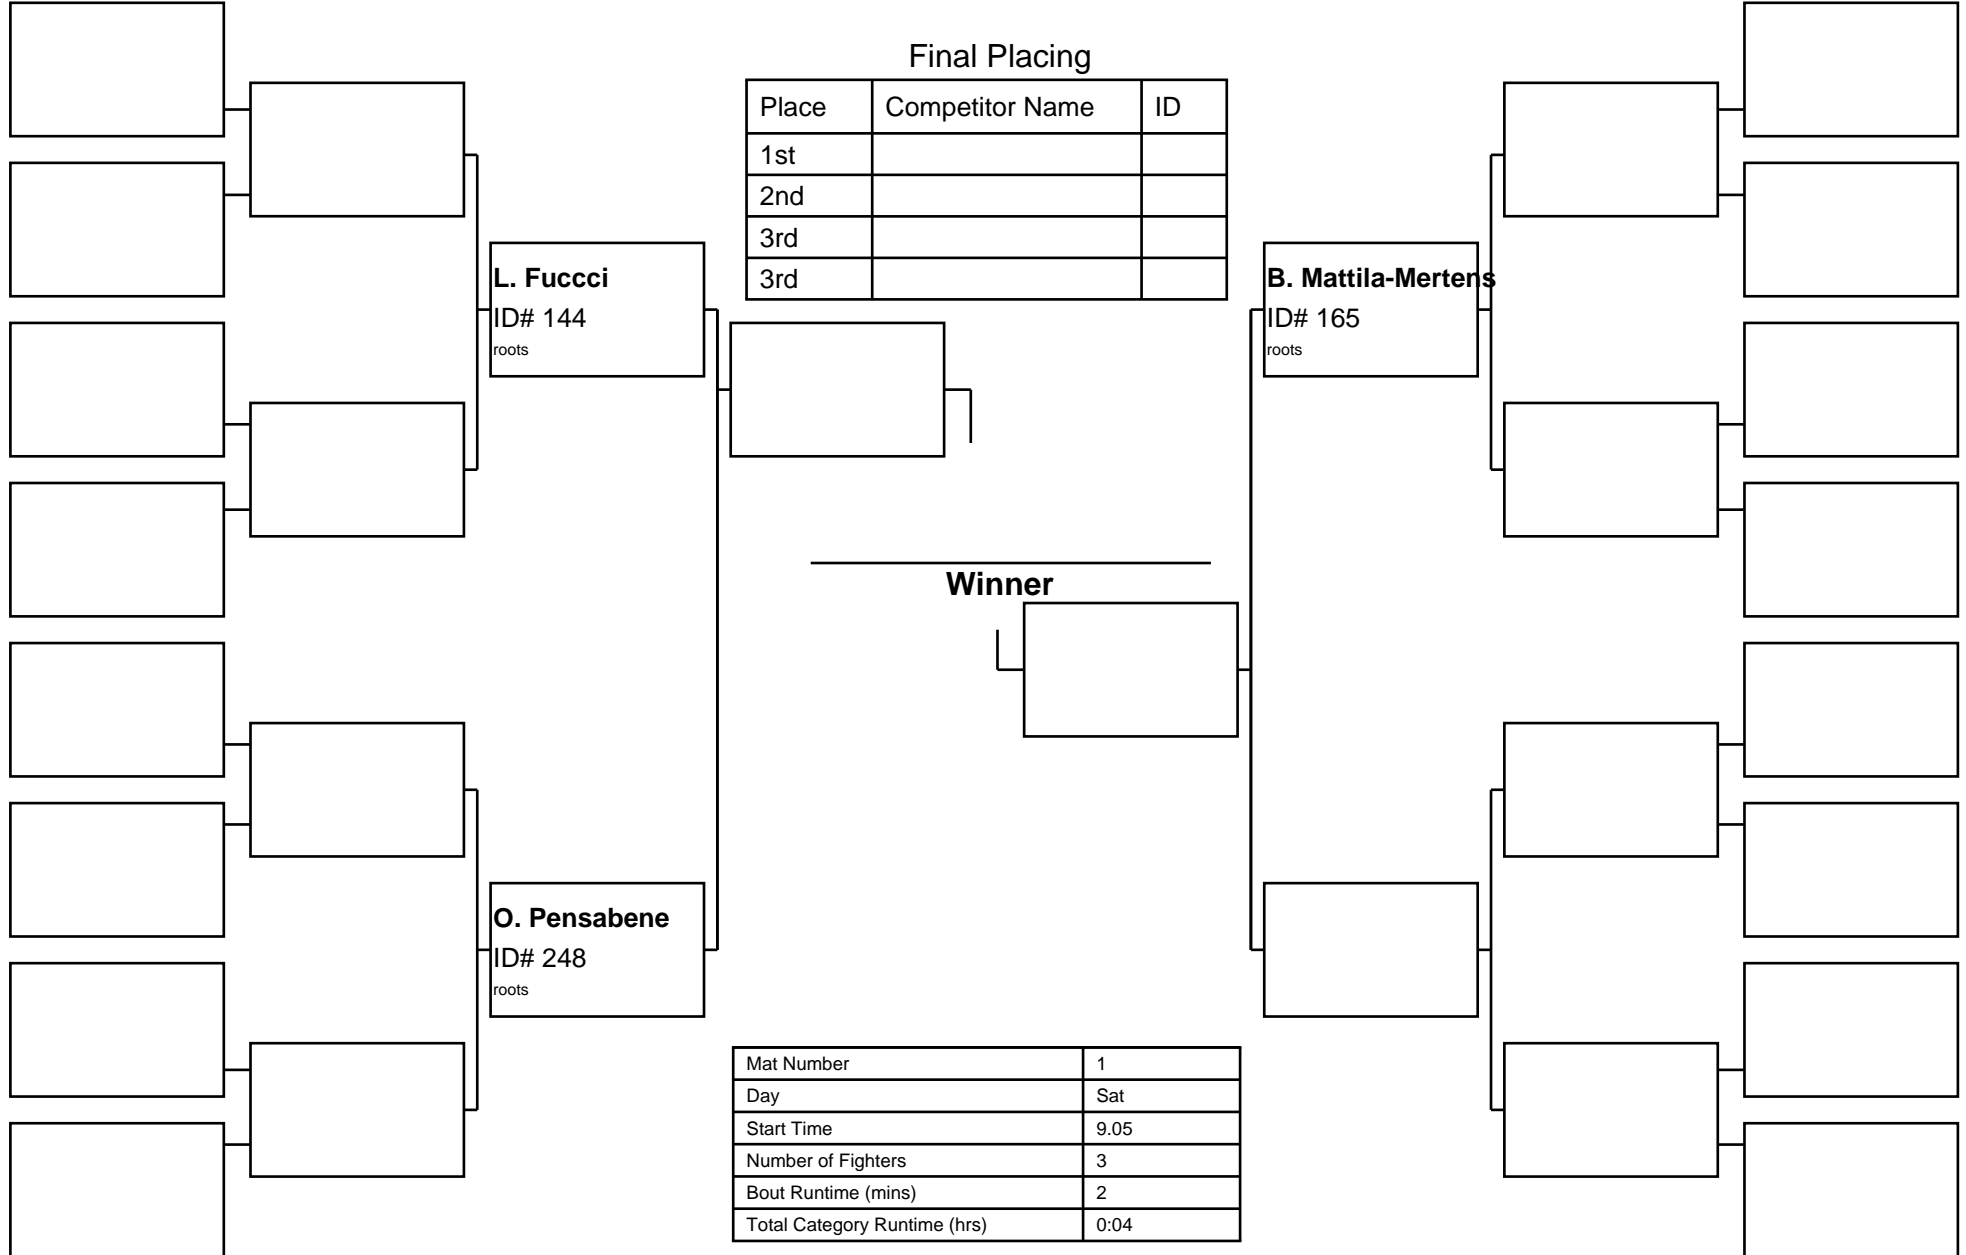 Final Placing
Place Competitor Name ID
1st
2nd
3rd
3rd
L. Fuccci
ID# 144
roots
B. Mattila-Mertens
ID# 165
roots
Winner
O. Pensabene
ID# 248
roots
Mat Number 1
Day Sat
Start Time 9.05
Number of Fighters 3
Bout Runtime (mins) 2
Total Category Runtime (hrs) 0:04